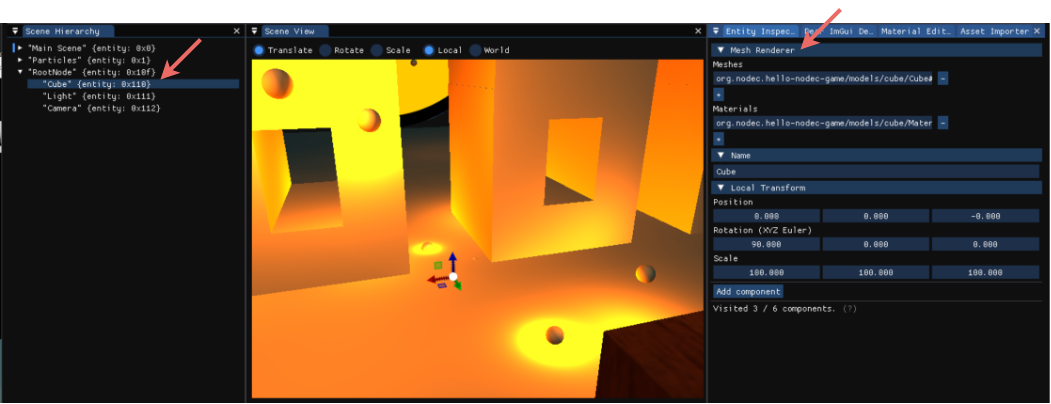 Scene Hierarchy
"Main Scene" {entity: 0x0}
"Particles" {entity: 0x1}
"RootNode" {entity: 0x10f}
"Cube" {entity: 0x110}
"Light" {entity: 0x111}
"Camera" {entity: 0x112}
Scene View
Translate Rotate Scale Local World
Entity Inspec… ImGui De… Material Edit… Asset Importer
Mesh Renderer
Meshes
org.nodec.hello-nodec-game/models/cube/Cube
Materials
org.nodec.hello-nodec-game/models/cube/Mater
Name
Cube
Local Transform
Position
0.000 0.000 -0.000
Rotation (XYZ Euler)
90.000 0.000 0.000
Scale
100.000 100.000 100.000
Add component
Visited 3 / 6 components. (?)